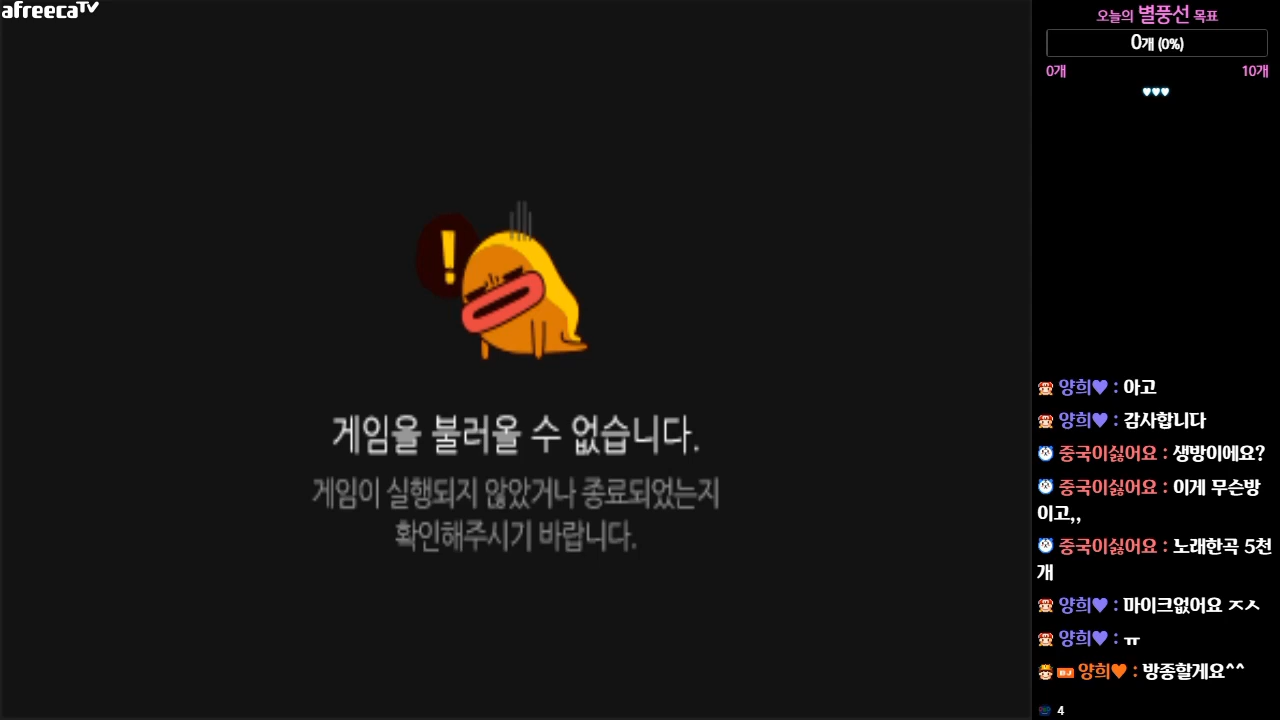 afreecaTV
!
게임을 불러올 수 없습니다.
게임이 실행되지 않았거나 종료되었는지
확인해주시기 바랍니다.
오늘의 별풍선 목표
0개 (0%)
0개 10개
♥♥♥
양희♥ : 아고
양희♥ : 감사합니다
중국이싫어요 : 생방이에요?
중국이싫어요 : 이게 무슨방
이고,,
중국이싫어요 : 노래한곡 5천
개
양희♥ : 마이크없어요 ㅈㅅ
양희♥ : ㅠ
BJ 양희♥ : 방종할게요^^
4